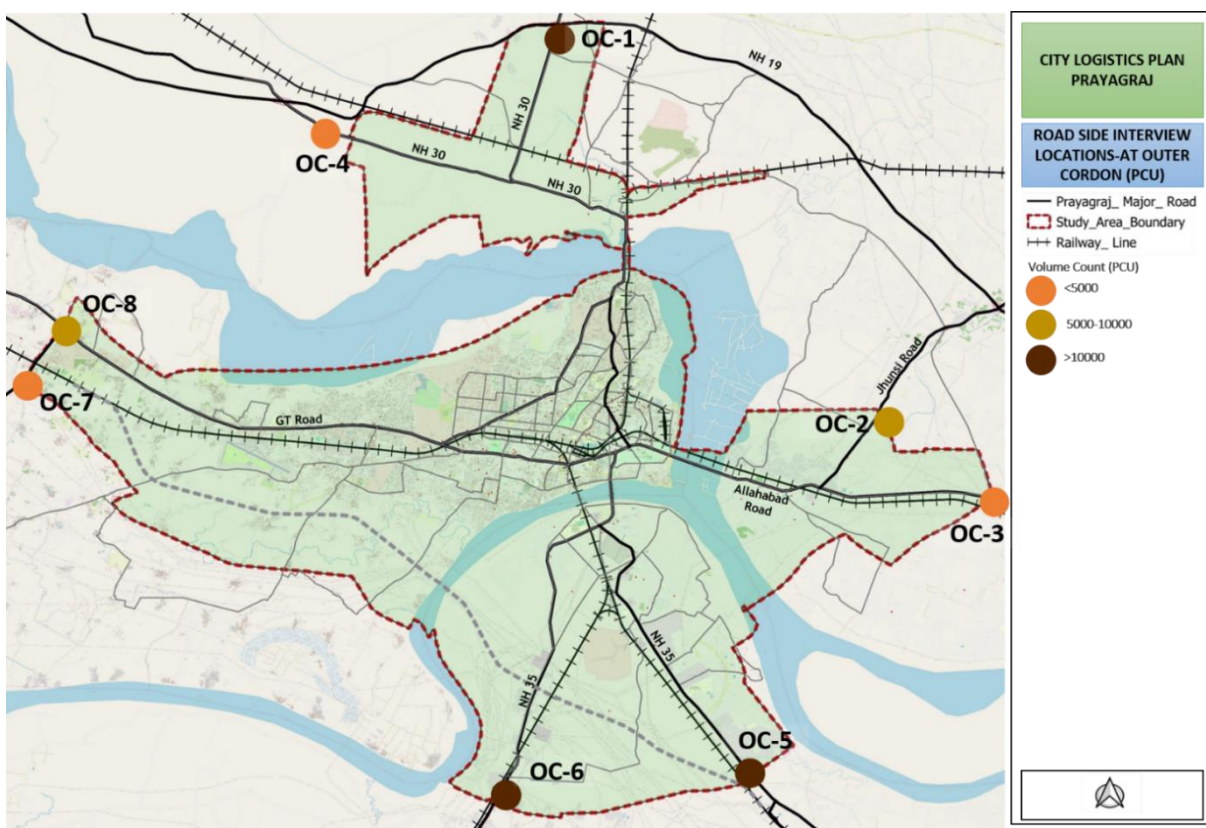 OC-1
NH 19
NH 30
OC-4
NH 30
NH 30
OC-8
OC-7
GT Road
Jhunsi Road
OC-2
Allahabad
Road
OC-3
NH 35
NH 35
OC-5
OC-6
CITY LOGISTICS PLAN
PRAYAGRAJ
ROAD SIDE INTERVIEW
LOCATIONS-AT OUTER
CORDON (PCU)
Prayagraj_ Major_ Road
Study_Area_Boundary
Railway_ Line
Volume Count (PCU)
<5000
5000-10000
>10000